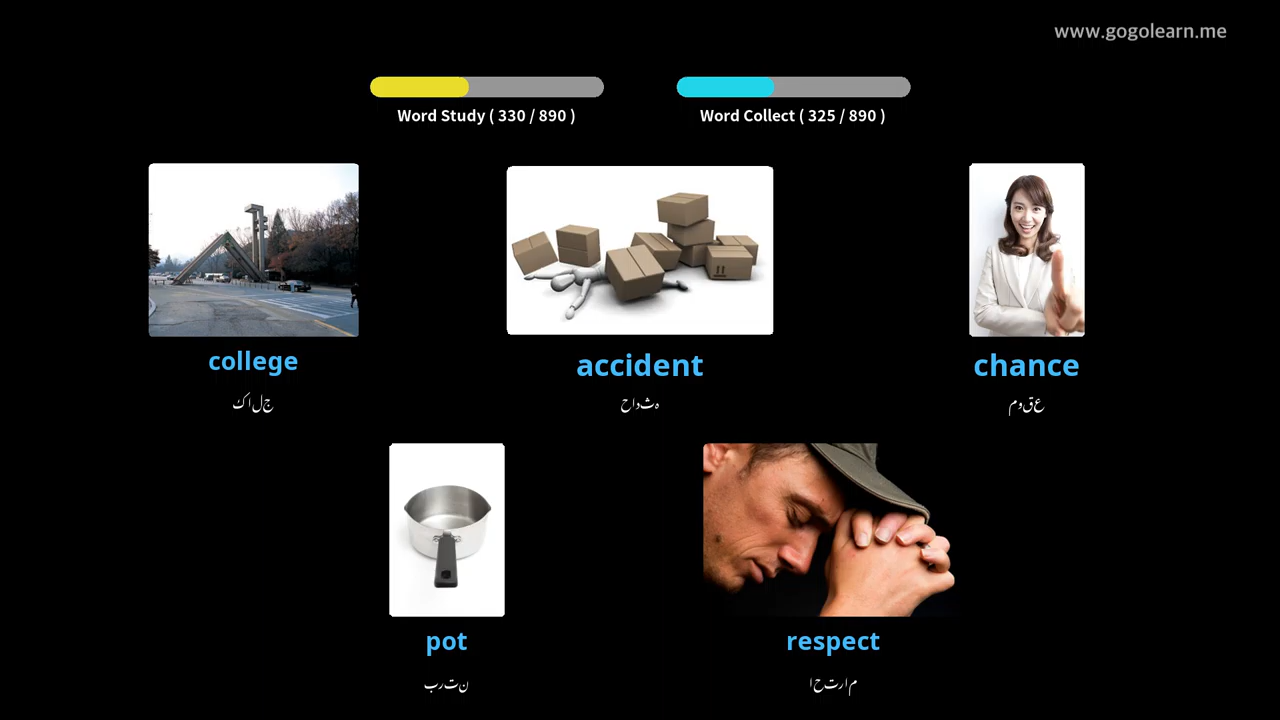 www.gogolearn.me
Word Study ( 330 / 890 )
Word Collect ( 325 / 890 )
college
accident
chance
کالج
حادثہ
موقع
pot
respect
برتن
احترام